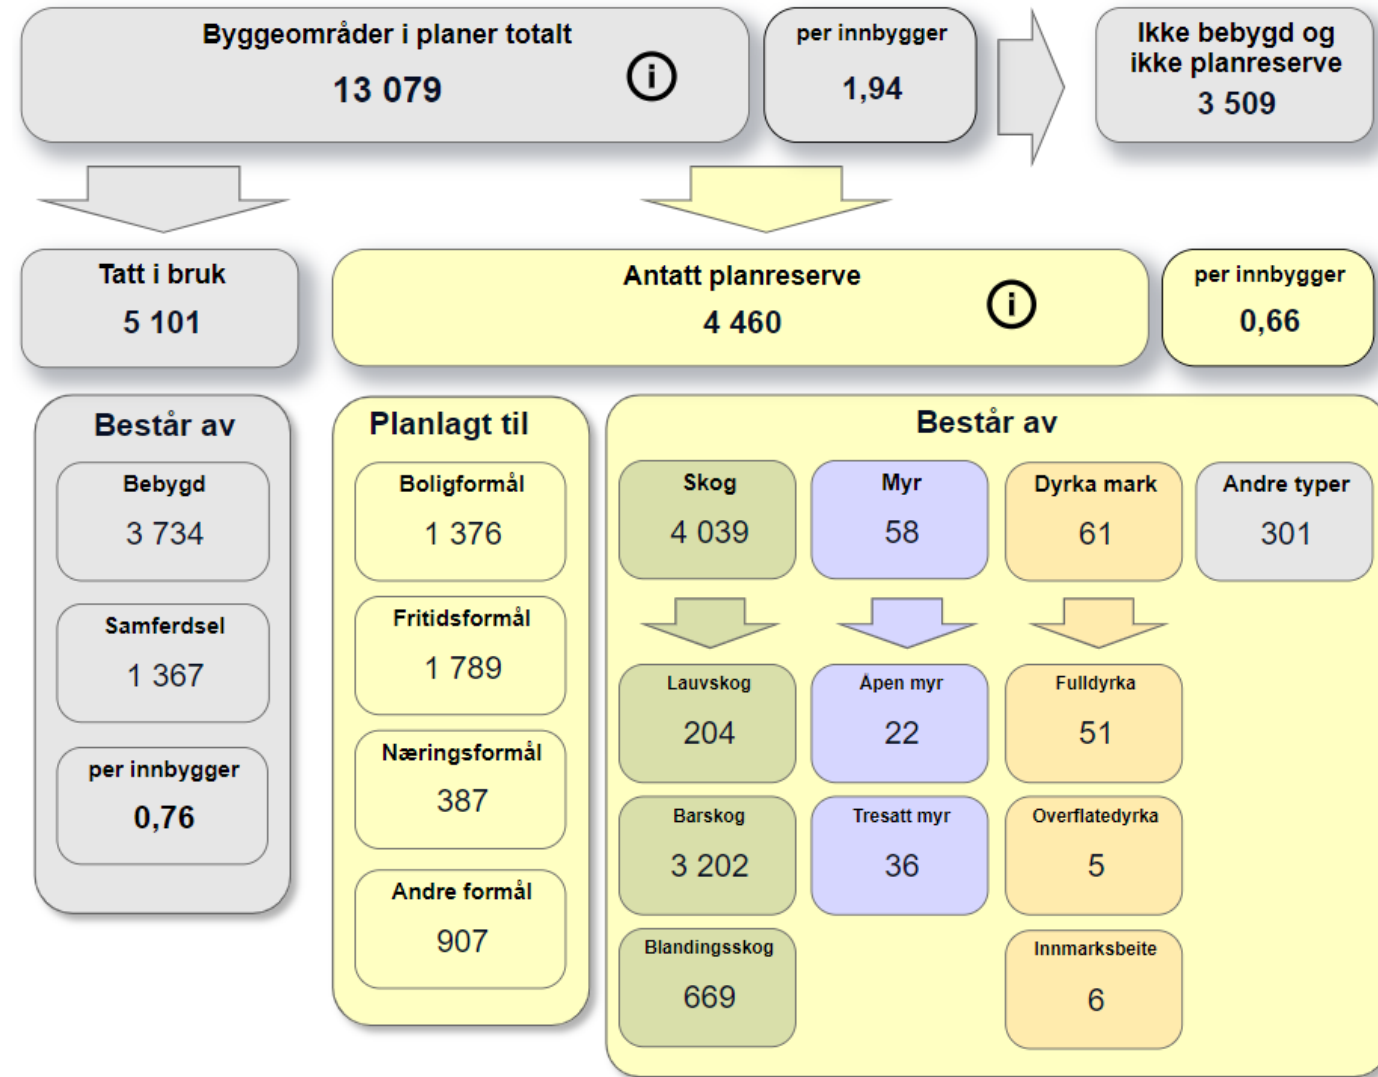 Byggeområder i planer totalt
13 079
per innbygger
1,94
Ikke bebygd og
ikke planreserve
3 509
Tatt i bruk
5 101
Antatt planreserve
4 460
per innbygger
0,66
Består av
Bebygd
3 734
Samferdsel
1 367
per innbygger
0,76
Planlagt til
Boligformål
1 376
Fritidsformål
1 789
Næringsformål
387
Andre formål
907
Består av
Skog
4 039
Myr
58
Dyrka mark
61
Andre typer
301
Lauvskog
204
Åpen myr
22
Fulldyrka
51
Barskog
3 202
Tresatt myr
36
Overflatedyrka
5
Blandingsskog
669
Innmarksbeite
6